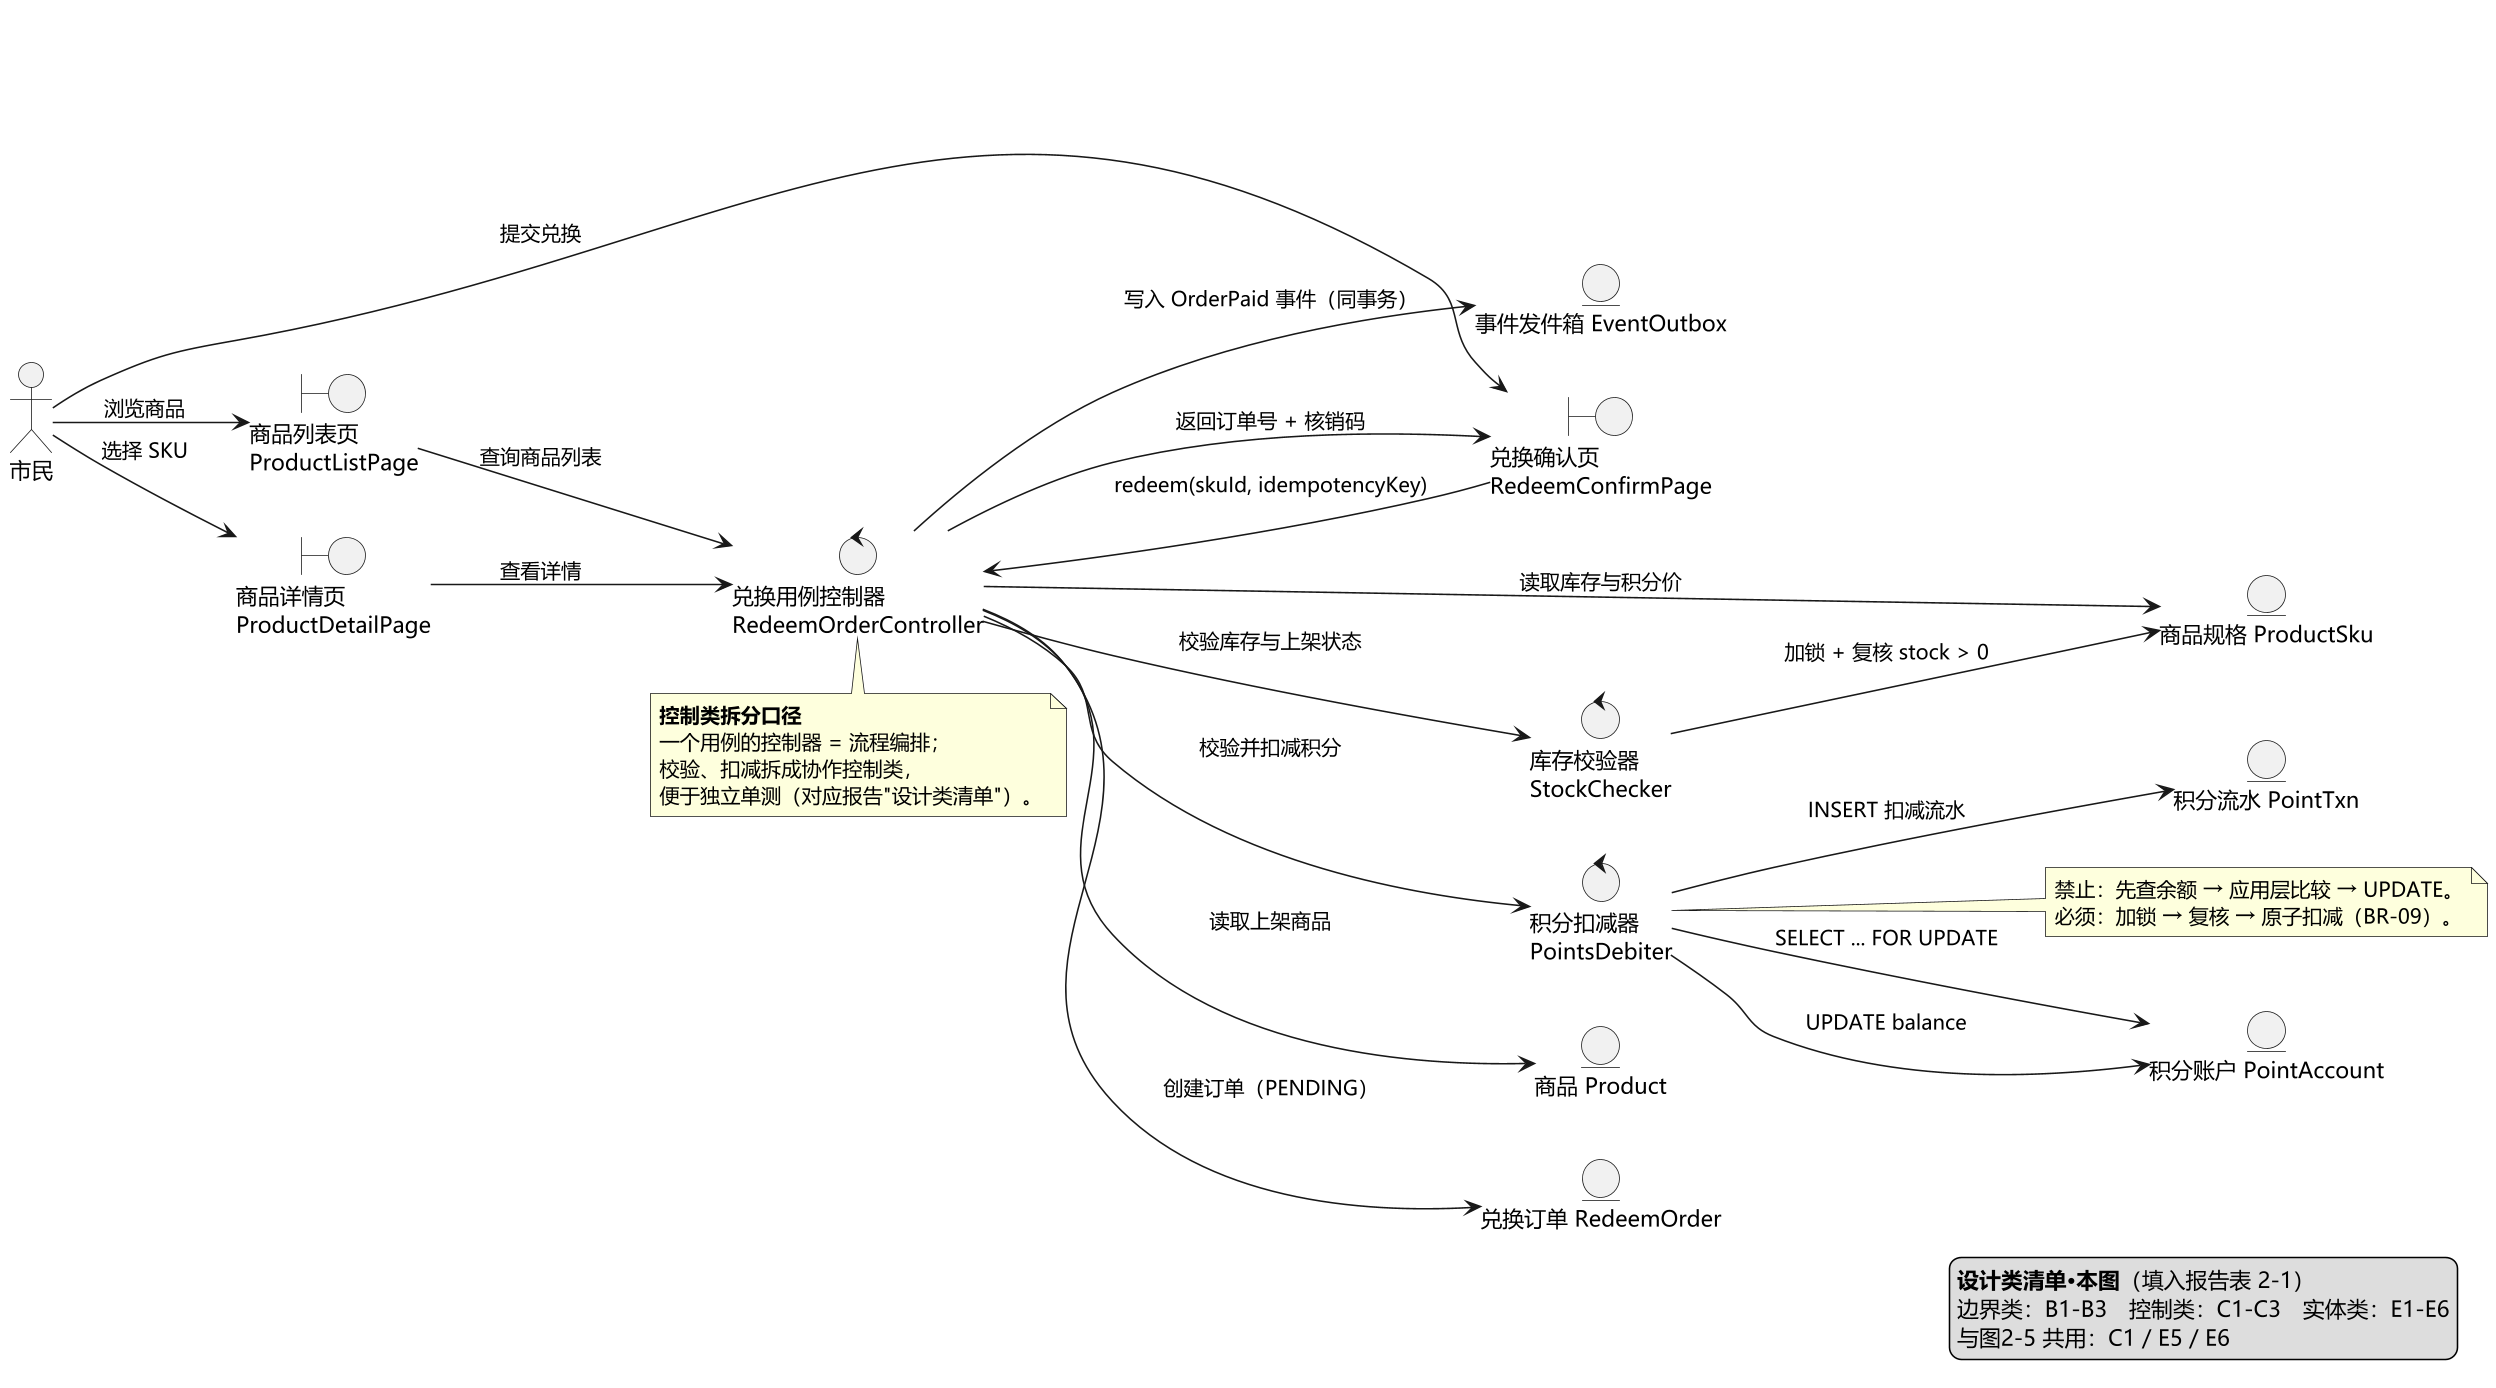 提交兑换
写入 OrderPaid 事件（同事务）
事件发件箱 EventOutbox
市民
浏览商品
选择 SKU
商品列表页
ProductListPage
查询商品列表
返回订单号 + 核销码
兑换确认页
RedeemConfirmPage
redeem(skuId, idempotencyKey)
商品详情页
ProductDetailPage
查看详情
兑换用例控制器
RedeemOrderController
读取库存与积分价
商品规格 ProductSku
校验库存与上架状态
加锁 + 复核 stock > 0
控制类拆分口径
一个用例的控制器 = 流程编排；
校验、扣减拆成协作控制类，
便于独立单测（对应报告"设计类清单"）。
库存校验器
StockChecker
校验并扣减积分
INSERT 扣减流水
积分流水 PointTxn
禁止：先查余额 → 应用层比较 → UPDATE。
必须：加锁 → 复核 → 原子扣减（BR-09）。
积分扣减器
PointsDebiter
读取上架商品
SELECT ... FOR UPDATE
UPDATE balance
积分账户 PointAccount
商品 Product
创建订单（PENDING）
兑换订单 RedeemOrder
设计类清单·本图（填入报告表 2-1）
边界类：B1-B3　控制类：C1-C3　实体类：E1-E6
与图2-5 共用：C1 / E5 / E6